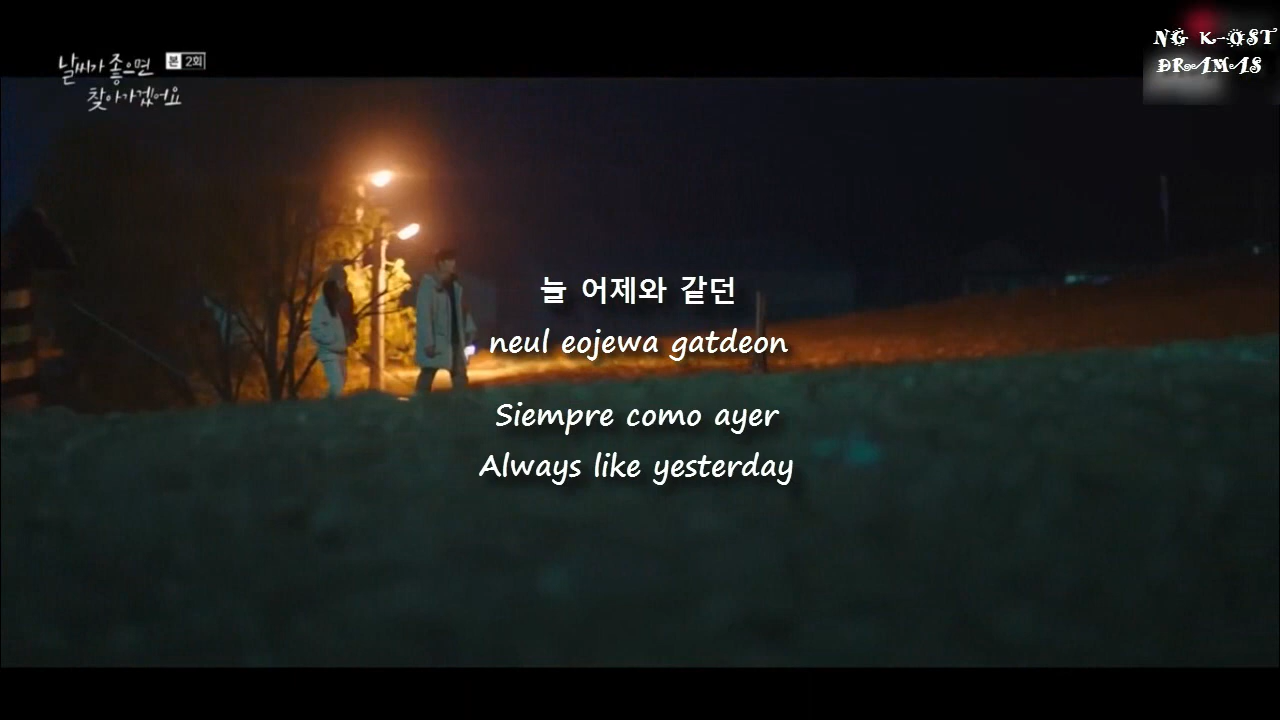 날씨가 좋으면
찾아가겠어요
본 2회
NG K-OST
DRAMAS
늘 어제와 같던
neul eojewa gatdeon
Siempre como ayer
Always like yesterday